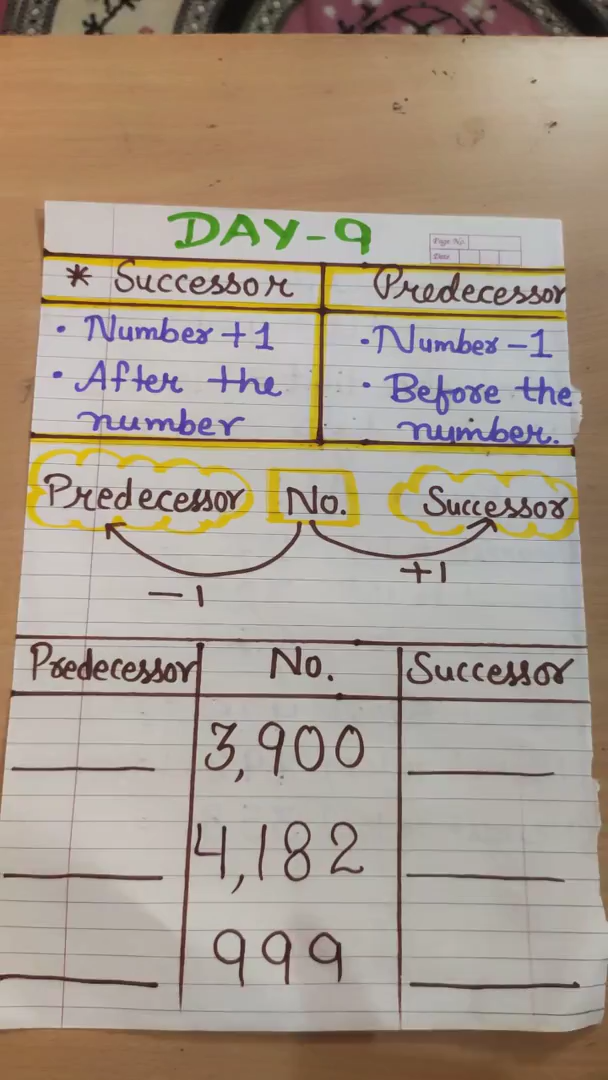 DAY-9
Page No.
Date
* Successor Predecessor
• Number +1 • Number -1
• After the • Before the
number number.
Predecessor No. Successor
-1 +1
Predecessor No. Successor
3,900
4,182
999